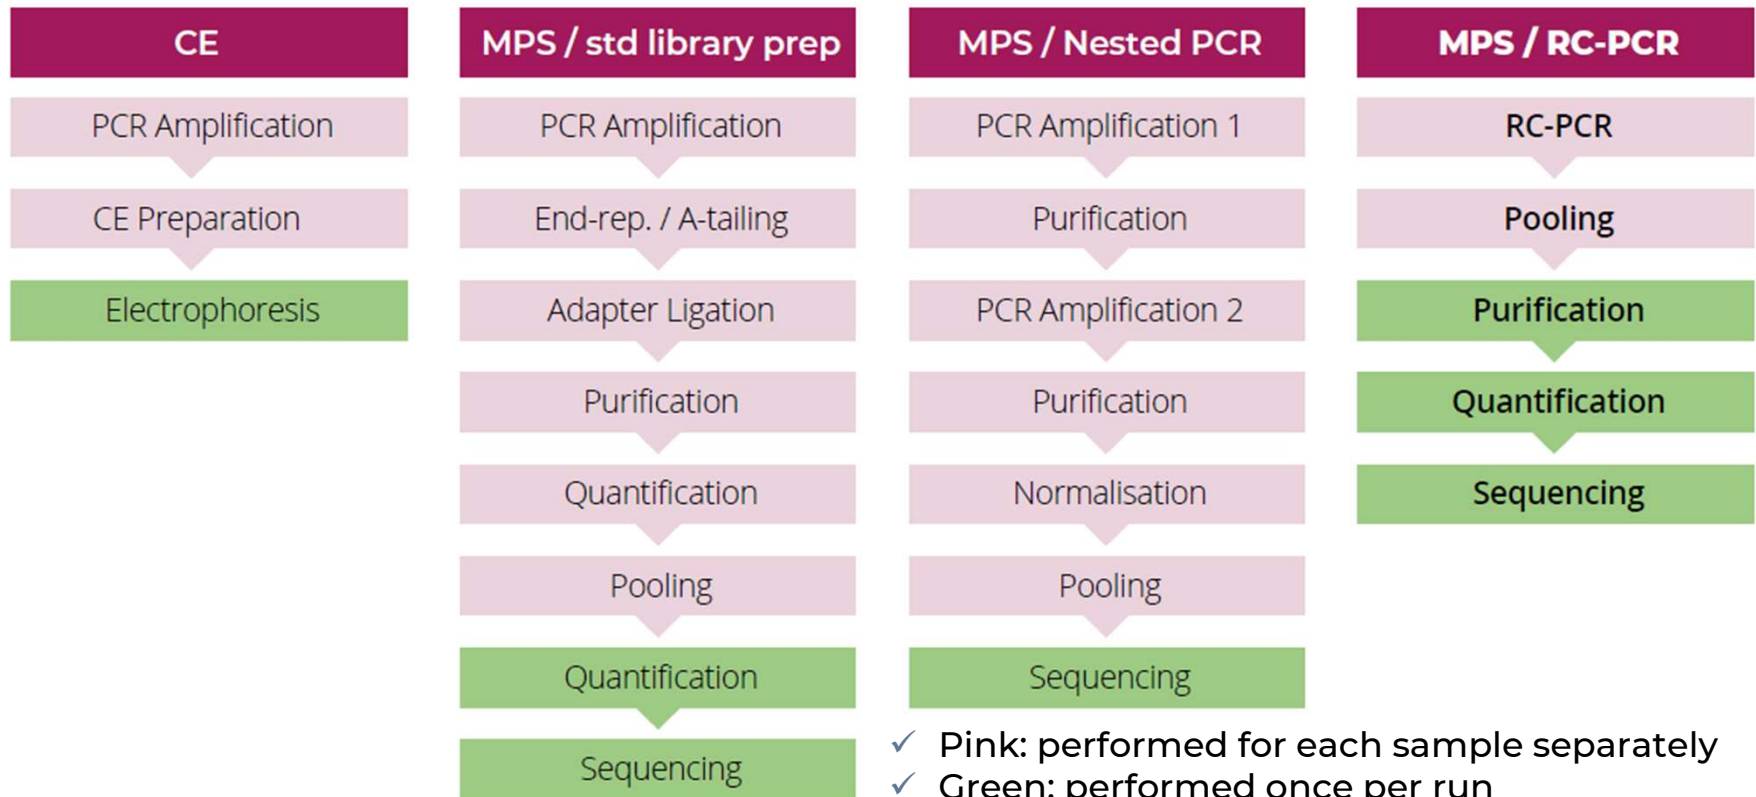 CE
PCR Amplification
CE Preparation
Electrophoresis
MPS / std library prep
PCR Amplification
End-rep. / A-tailing
Adapter Ligation
Purification
Quantification
Pooling
Quantification
Sequencing
MPS / Nested PCR
PCR Amplification 1
Purification
PCR Amplification 2
Purification
Normalisation
Pooling
Sequencing
MPS / RC-PCR
RC-PCR
Pooling
Purification
Quantification
Sequencing
✓ Pink: performed for each sample separately
✓ Green: performed once per run